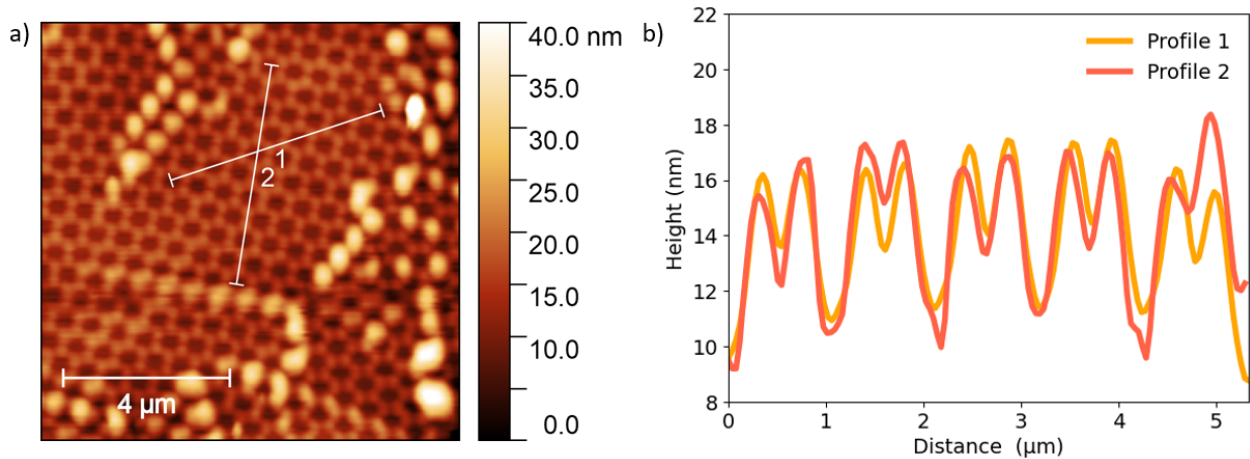 a)
1
2
4 µm
40.0 nm
35.0
30.0
25.0
20.0
15.0
10.0
0.0
b)
22
20
18
16
14
12
10
8
Height (nm)
0
1
2
3
4
5
Distance (µm)
Profile 1
Profile 2